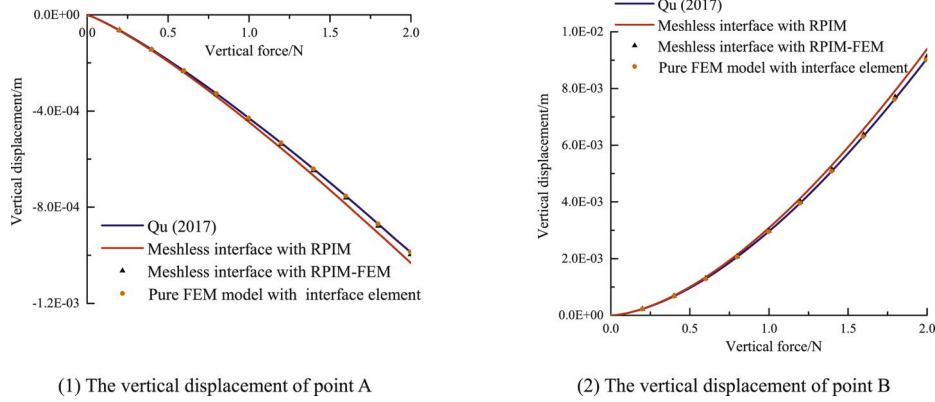 0.0E+00
-4.0E-04
-8.0E-04
-1.2E-03
0.0
0.5
1.0
1.5
2.0
Vertical force/N
Vertical displacement/m
Qu (2017)
Meshless interface with RPIM
Meshless interface with RPIM-FEM
Pure FEM model with interface element
(1) The vertical displacement of point A
Qu (2017)
Meshless interface with RPIM
Meshless interface with RPIM-FEM
Pure FEM model with interface element
1.0E-02
8.0E-03
6.0E-03
4.0E-03
2.0E-03
0.0E+00
0.0
0.5
1.0
1.5
2.0
Vertical force/N
Vertical displacement/m
(2) The vertical displacement of point B